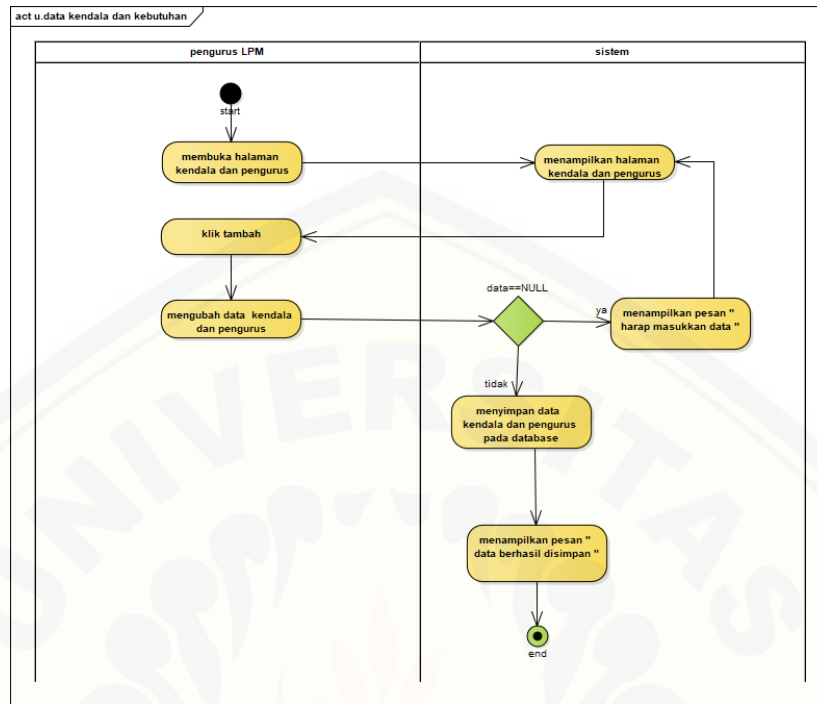 act u.data kendala dan kebutuhan
pengurus LPM
sistem
start
membuka halaman
kendala dan pengurus
menampilkan halaman
kendala dan pengurus
klik tambah
mengubah data kendala
dan pengurus
data==NULL
ya
menampilkan pesan "
harap masukkan data "
tidak
menyimpan data
kendala dan pengurus
pada database
menampilkan pesan "
data berhasil disimpan "
end
UNIVERSITAS